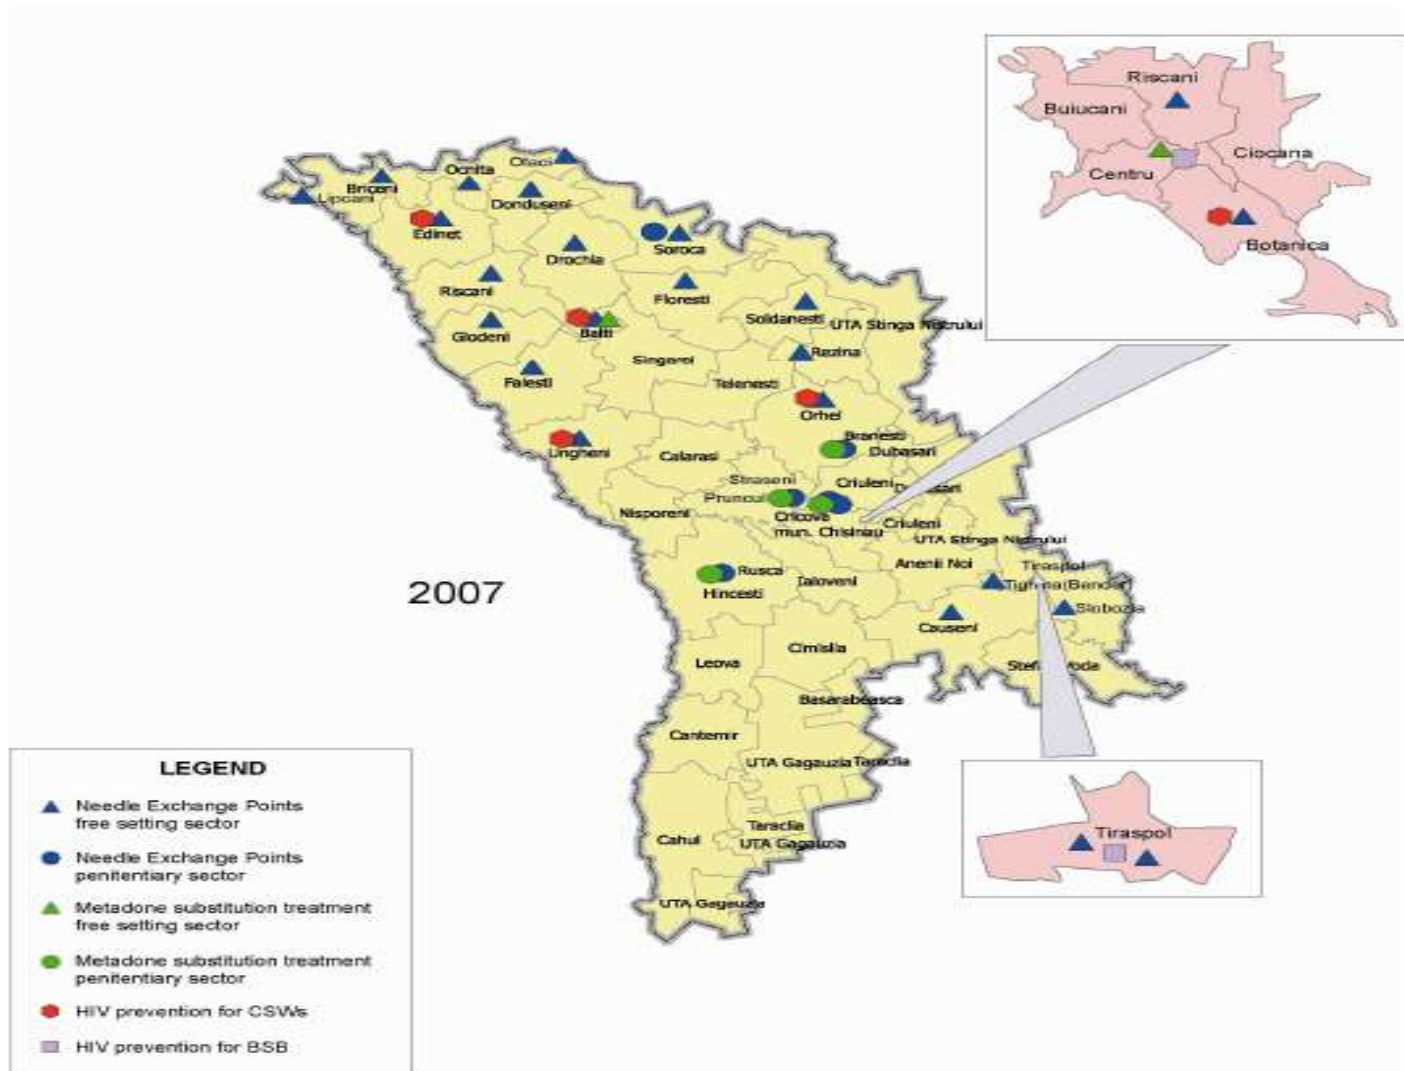 Riscani
Buiucani
Ciocana
Centru
Botanica
Otaci
Ocnita
Briceni
Lipcani
Donduseni
Edinet
Soroca
Drochia
Riscani
Floresti
Soldanesti
UTA Stinga Nistrului
Glodeni
Balti
Rezina
Singerei
Falesti
Telenesti
Orhei
Branesti
Ungheni
Calarasi
Dubasari
Straseni
Criuleni
Pruncul
Nisporeni
Cricova
Criuleni
mun. Chisinau
UTA Stinga Nistrului
Anenii Noi
Tiraspol
Rusca
Ialoveni
Tighina(Bender)
Hincesti
2007
Slobozia
Causeni
Cimislia
Leova
Basarabeasca
Cantemir
UTA Gagauzia
Taraclia
Taraclia
Cahul
UTA Gagauzia
UTA Gagauzia
Tiraspol
LEGEND
Needle Exchange Points
free setting sector
Needle Exchange Points
penitentiary sector
Metadone substitution treatment
free setting sector
Metadone substitution treatment
penitentiary sector
HIV prevention for CSWs
HIV prevention for BSB